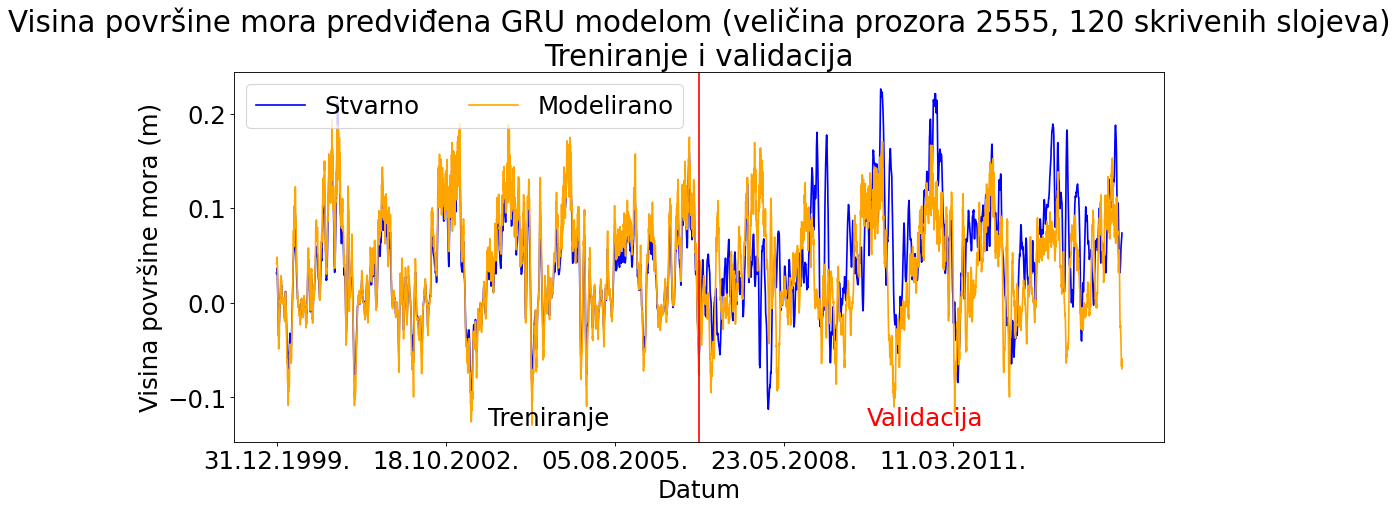 Visina površine mora predviđena GRU modelom (veličina prozora 2555, 120 skrivenih slojeva)
Treniranje i validacija
Stvarno
Modelirano
Visina površine mora (m)
0.2
0.1
0.0
−0.1
Treniranje
Validacija
31.12.1999.
18.10.2002.
05.08.2005.
23.05.2008.
11.03.2011.
Datum